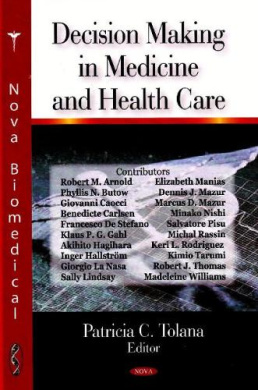 Decision Making
in Medicine
and Health Care
Nova Biomedical
Contributors
Robert M. Arnold
Phyllis N. Butow
Giovanni Caocci
Benedicte Carlsen
Francesco De Stefano
Klaus P. G. Gahl
Akihito Hagihara
Inger Hallström
Giorgio La Nasa
Sally Lindsay
Elizabeth Manias
Dennis J. Mazur
Marcus D. Mazur
Minako Nishi
Salvatore Pisu
Michal Rassin
Keri L. Rodriguez
Kimio Tarumi
Robert J. Thomas
Madeleine Williams
Patricia C. Tolana
Editor
NOVA